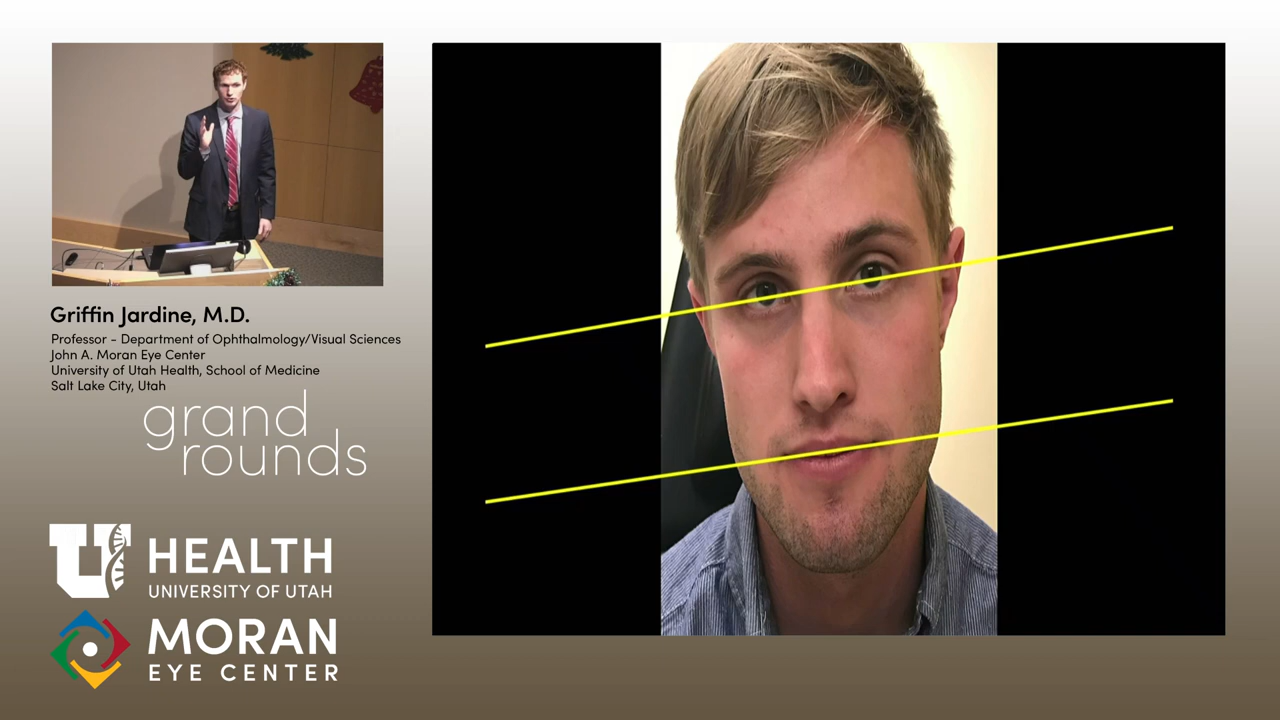 Griffin Jardine, M.D.
Professor - Department of Ophthalmology/Visual Sciences
John A. Moran Eye Center
University of Utah Health, School of Medicine
Salt Lake City, Utah
grand
rounds
U HEALTH
UNIVERSITY OF UTAH
MORAN
EYE CENTER